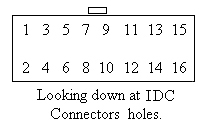 1 3 5 7 9 11 13 15
2 4 6 8 10 12 14 16
Looking down at IDC
Connectors holes.